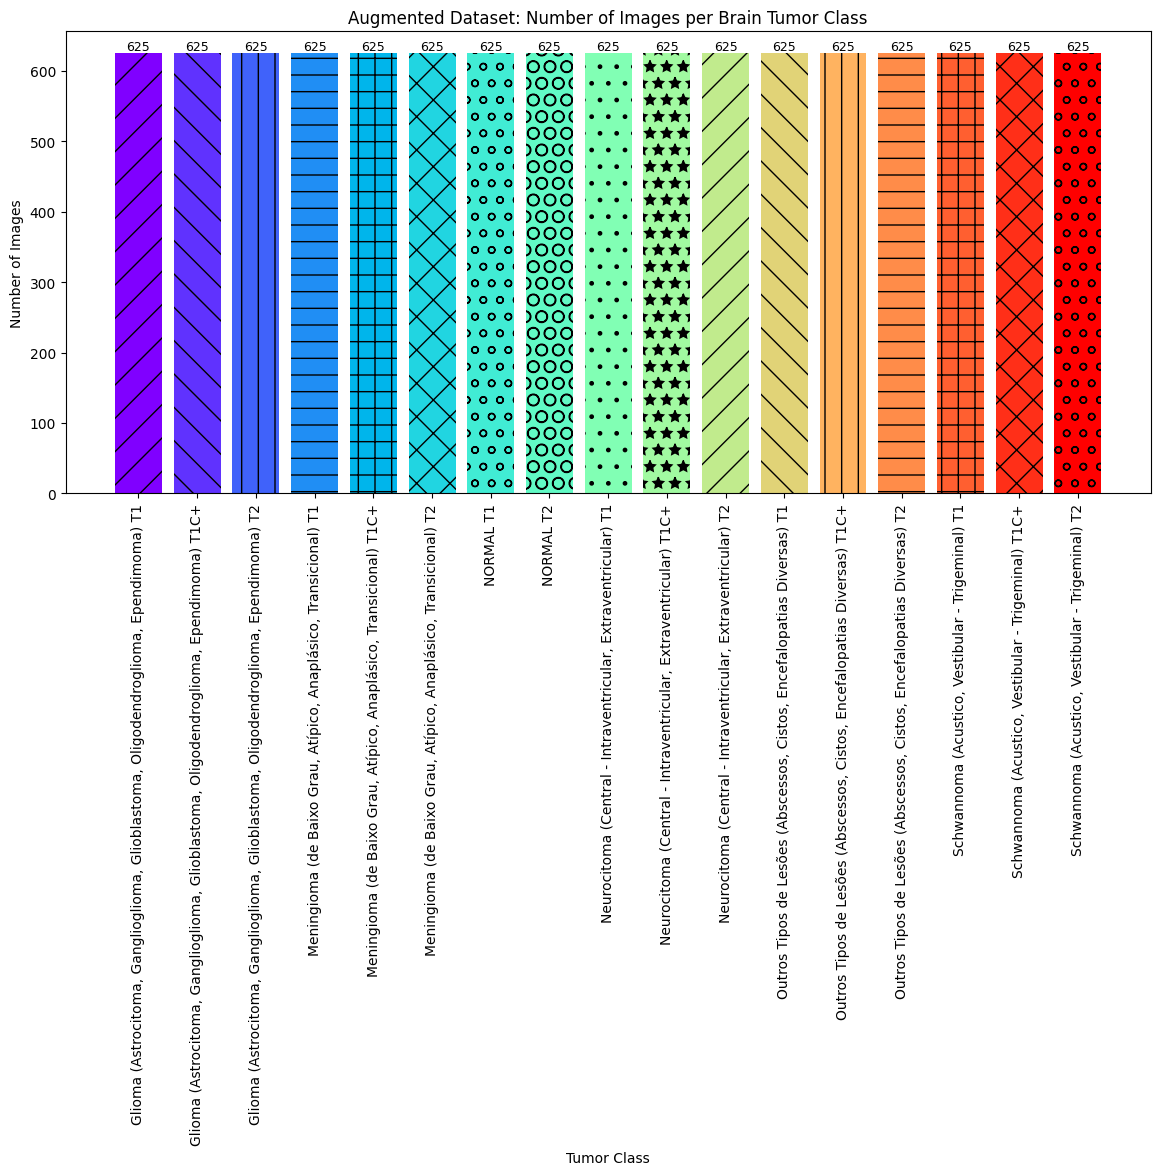 Augmented Dataset: Number of Images per Brain Tumor Class
625 625 625 625 625 625 625 625 625 625 625 625 625 625 625 625 625
Number of Images
600
500
400
300
200
100
0
Glioma (Astrocitoma, Ganglioglioma, Glioblastoma, Oligodendroglioma, Ependimoma) T1
Glioma (Astrocitoma, Ganglioglioma, Glioblastoma, Oligodendroglioma, Ependimoma) T1C+
Glioma (Astrocitoma, Ganglioglioma, Glioblastoma, Oligodendroglioma, Ependimoma) T2
Meningioma (de Baixo Grau, Atípico, Anaplásico, Transicional) T1
Meningioma (de Baixo Grau, Atípico, Anaplásico, Transicional) T1C+
Meningioma (de Baixo Grau, Atípico, Anaplásico, Transicional) T2
NORMAL T1
NORMAL T2
Neurocitoma (Central - Intraventricular, Extraventricular) T1
Neurocitoma (Central - Intraventricular, Extraventricular) T1C+
Neurocitoma (Central - Intraventricular, Extraventricular) T2
Outros Tipos de Lesões (Abscessos, Cistos, Encefalopatias Diversas) T1
Outros Tipos de Lesões (Abscessos, Cistos, Encefalopatias Diversas) T1C+
Outros Tipos de Lesões (Abscessos, Cistos, Encefalopatias Diversas) T2
Schwannoma (Acustico, Vestibular - Trigeminal) T1
Schwannoma (Acustico, Vestibular - Trigeminal) T1C+
Schwannoma (Acustico, Vestibular - Trigeminal) T2
Tumor Class